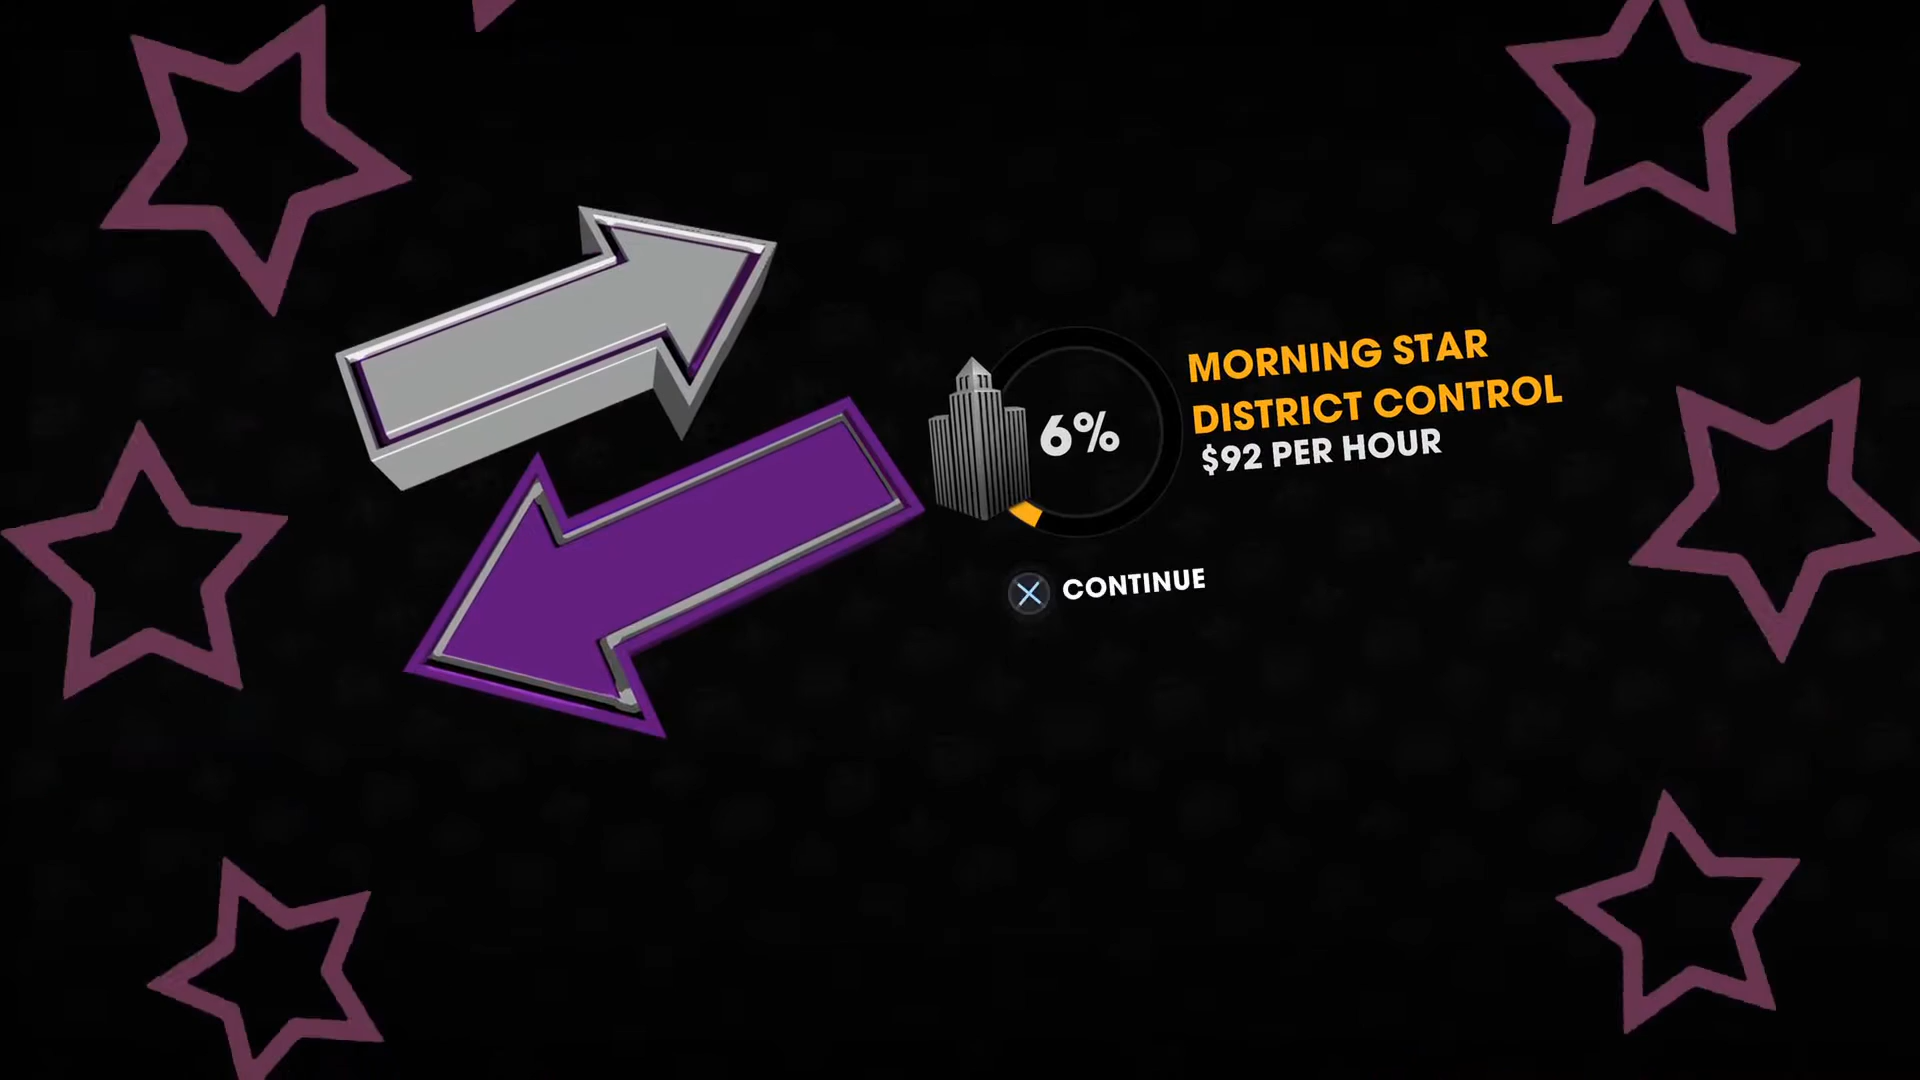 6%
MORNING STAR
DISTRICT CONTROL
$92 PER HOUR
CONTINUE